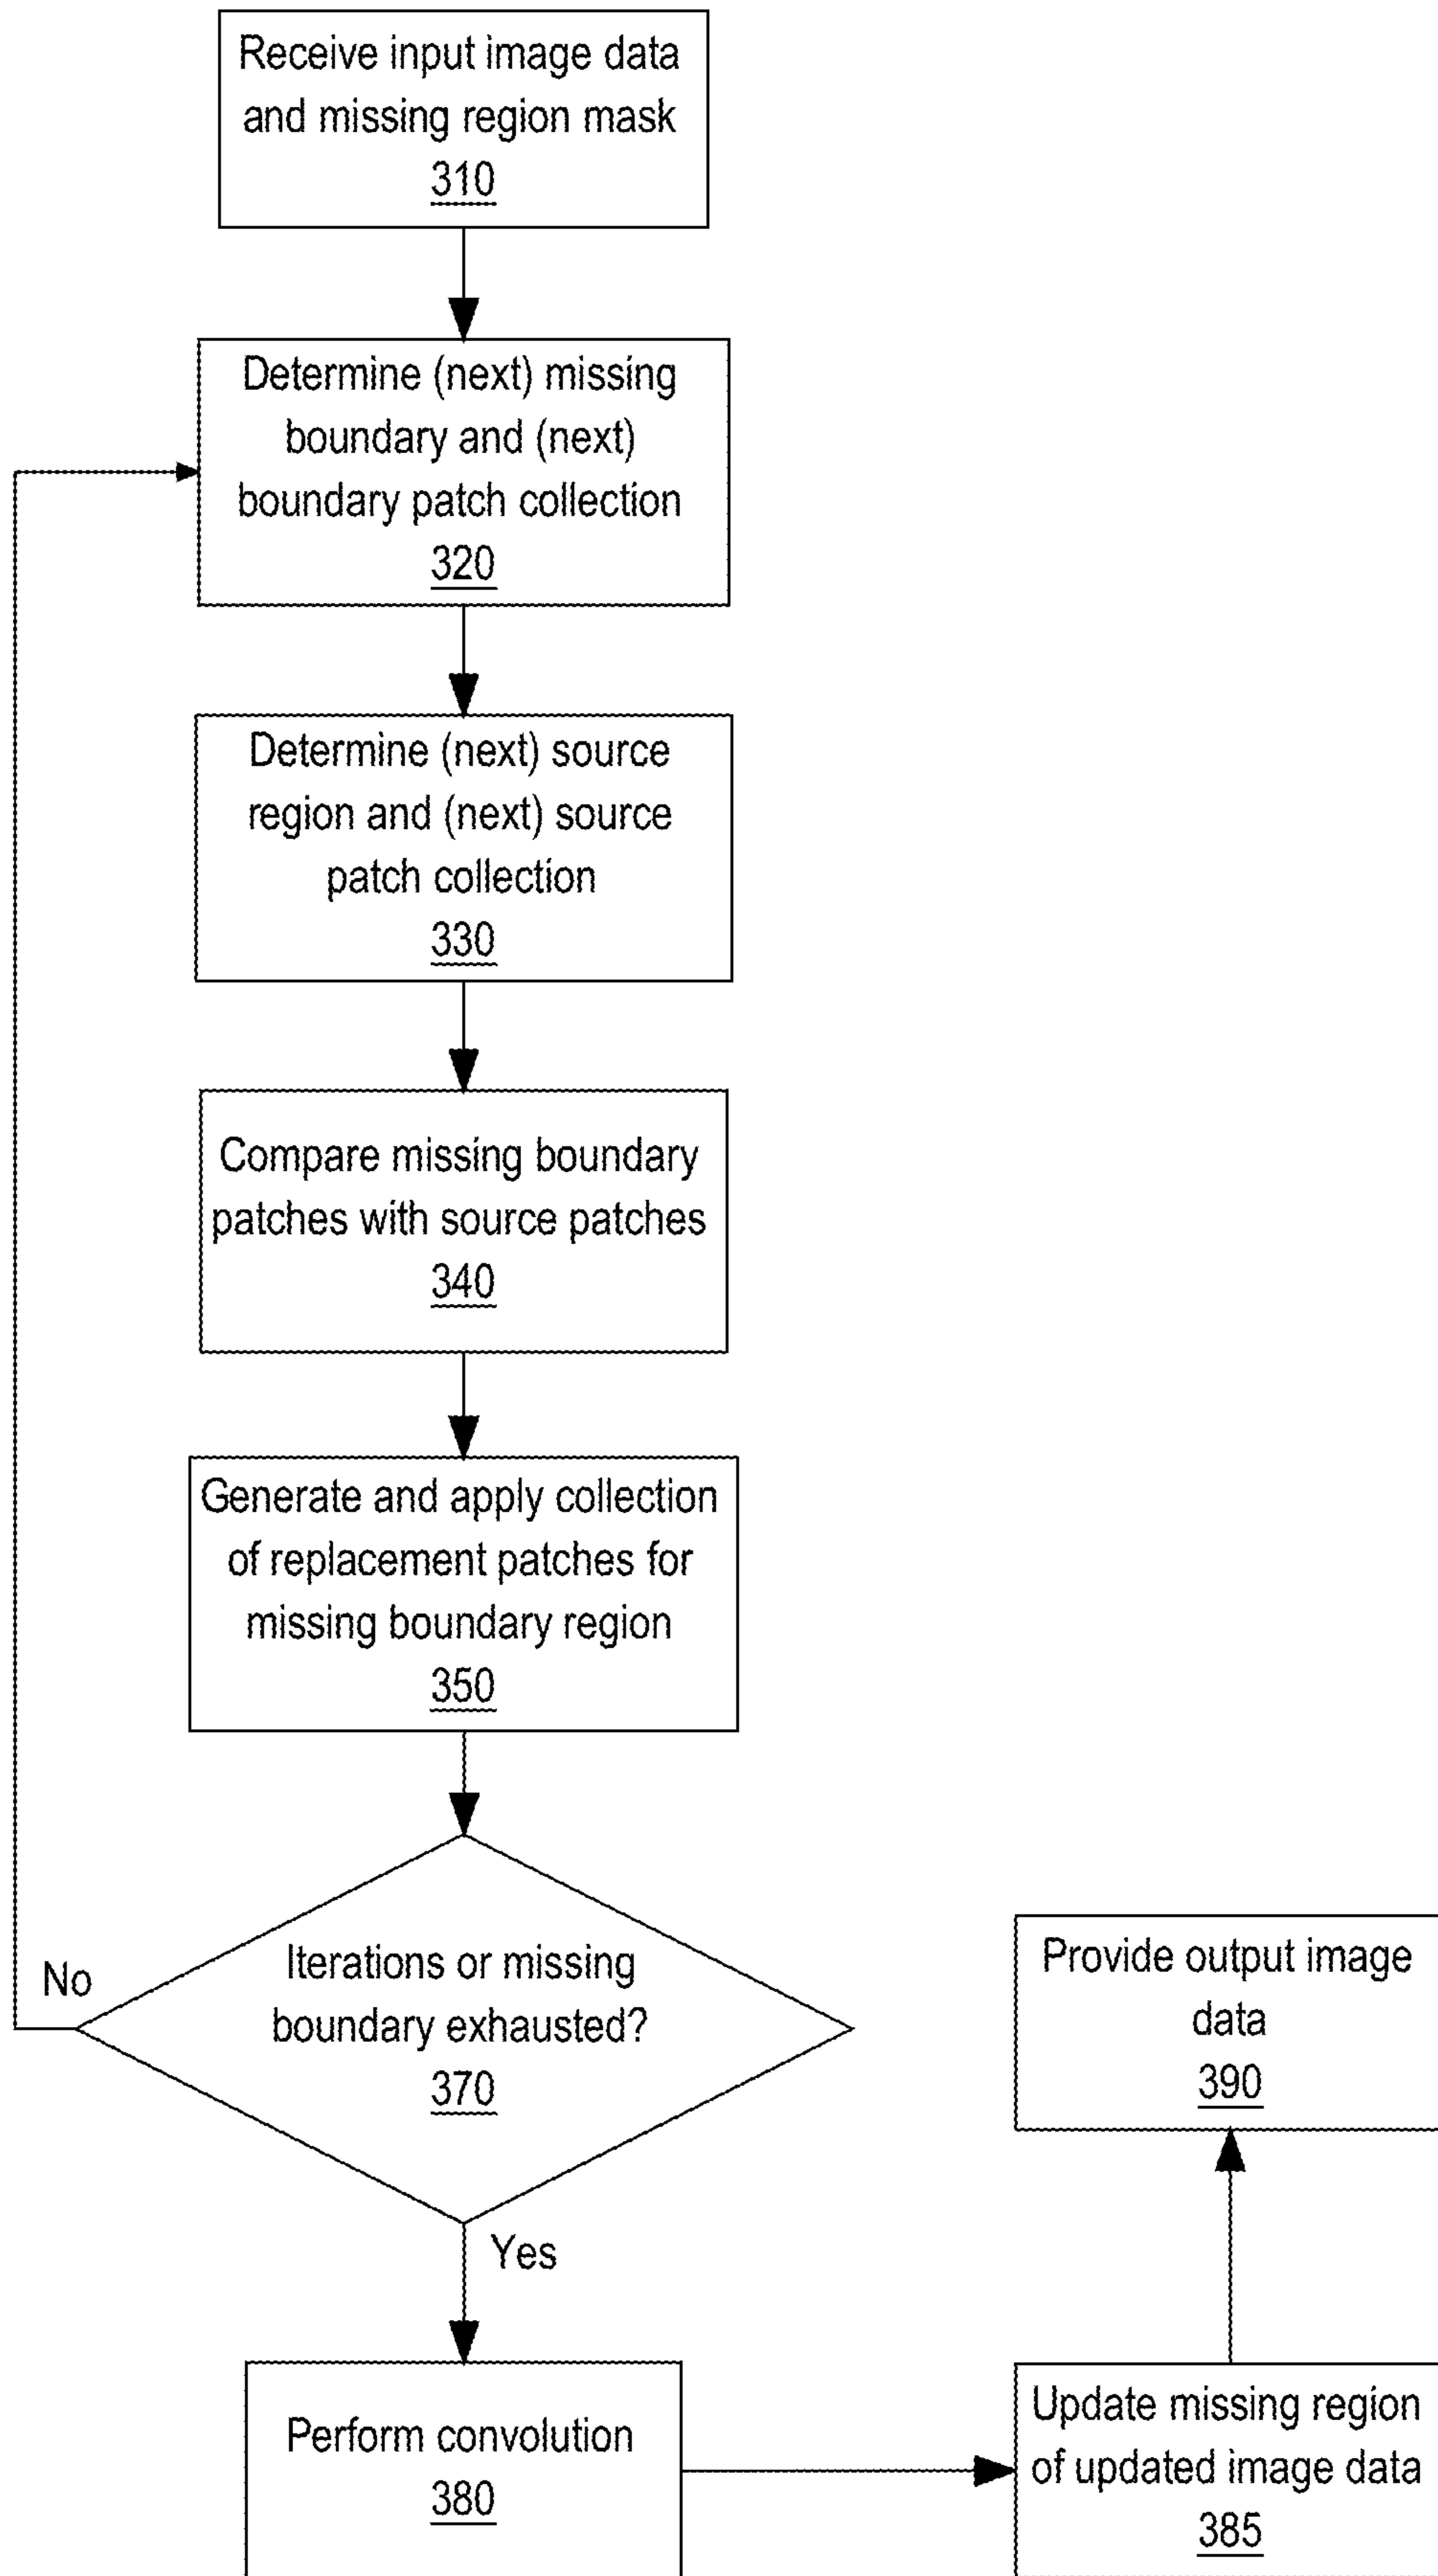 Receive input image data
and missing region mask
310
Determine (next) missing
boundary and (next)
boundary patch collection
320
Determine (next) source
region and (next) source
patch collection
330
Compare missing boundary
patches with source patches
340
Generate and apply collection
of replacement patches for
missing boundary region
350
Iterations or missing
boundary exhausted?
370
No
Yes
Perform convolution
380
Update missing region
of updated image data
385
Provide output image
data
390